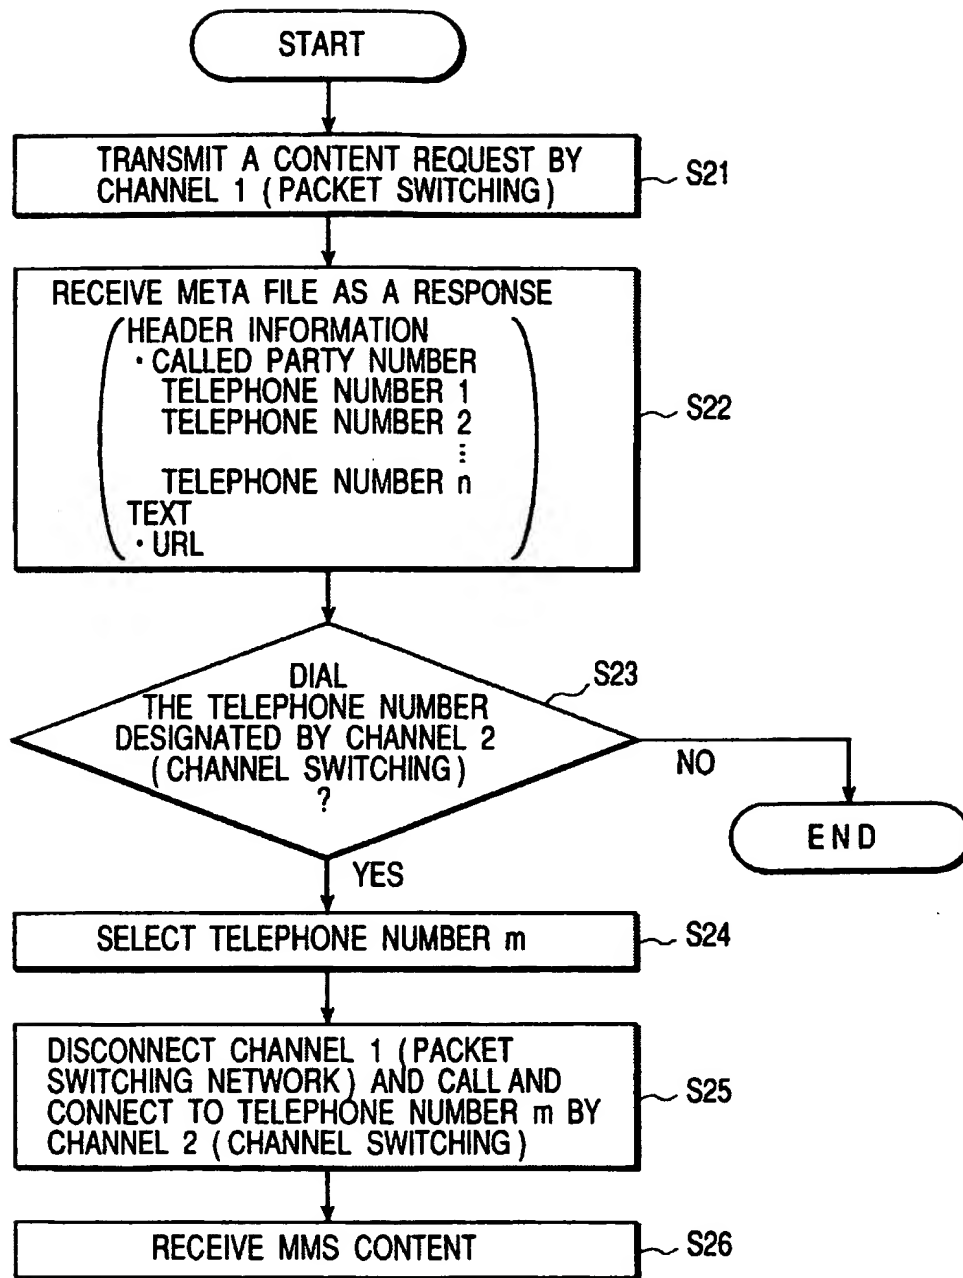 START
TRANSMIT A CONTENT REQUEST BY
CHANNEL 1 (PACKET SWITCHING)
S21
RECEIVE META FILE AS A RESPONSE
HEADER INFORMATION
・CALLED PARTY NUMBER
TELEPHONE NUMBER 1
TELEPHONE NUMBER 2
⋮
TELEPHONE NUMBER n
TEXT
・URL
S22
DIAL
THE TELEPHONE NUMBER
DESIGNATED BY CHANNEL 2
(CHANNEL SWITCHING)
?
S23
NO
END
YES
SELECT TELEPHONE NUMBER m
S24
DISCONNECT CHANNEL 1 (PACKET
SWITCHING NETWORK) AND CALL AND
CONNECT TO TELEPHONE NUMBER m BY
CHANNEL 2 (CHANNEL SWITCHING)
S25
RECEIVE MMS CONTENT
S26